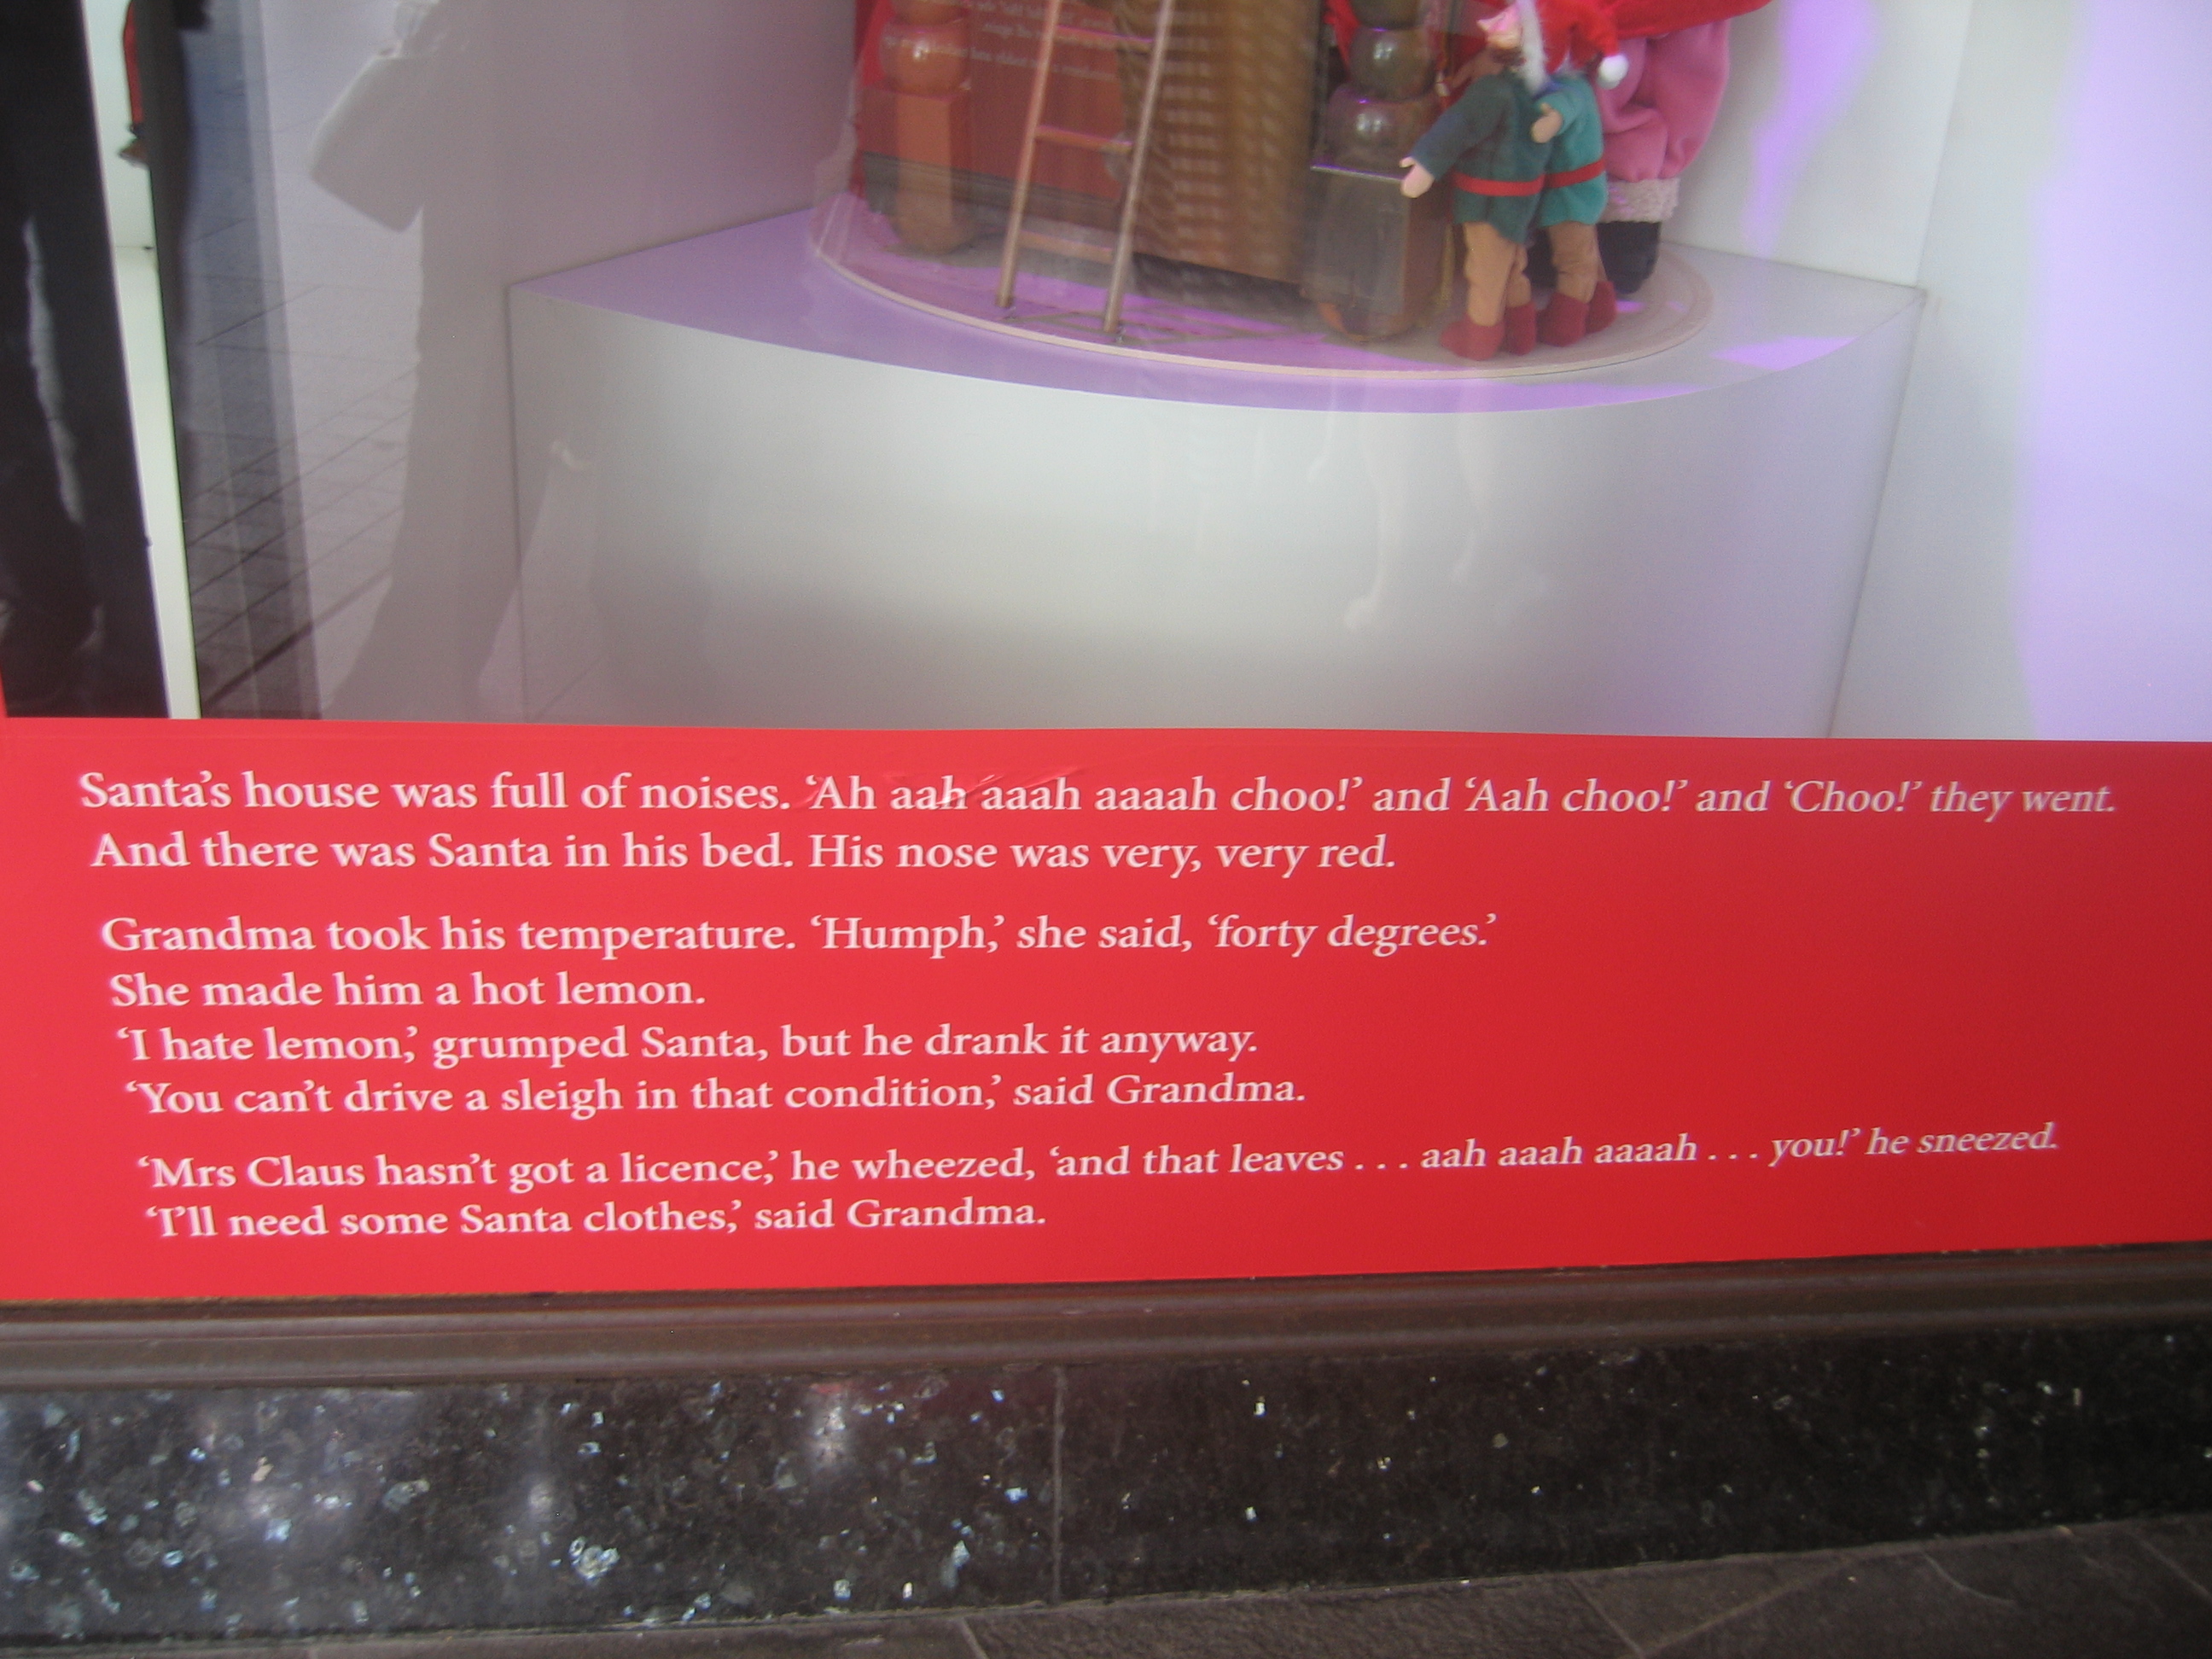 Santa’s house was full of noises. ‘Ah aah aaah aaaah choo!’ and ‘Aah choo!’ and ‘Choo!’ they went.
And there was Santa in his bed. His nose was very, very red.
Grandma took his temperature. ‘Humph,’ she said, ‘forty degrees.’
She made him a hot lemon.
‘I hate lemon,’ grumped Santa, but he drank it anyway.
‘You can’t drive a sleigh in that condition,’ said Grandma.
‘Mrs Claus hasn’t got a licence,’ he wheezed, ‘and that leaves . . . aah aaah aaaah . . . you!’ he sneezed.
‘I’ll need some Santa clothes,’ said Grandma.